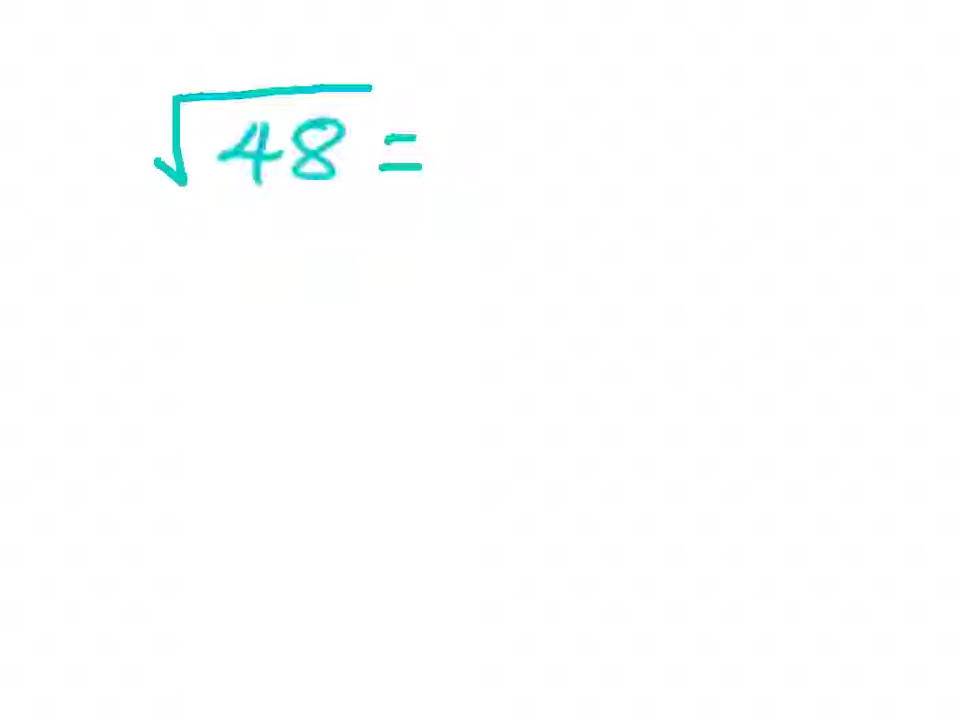 √48 =